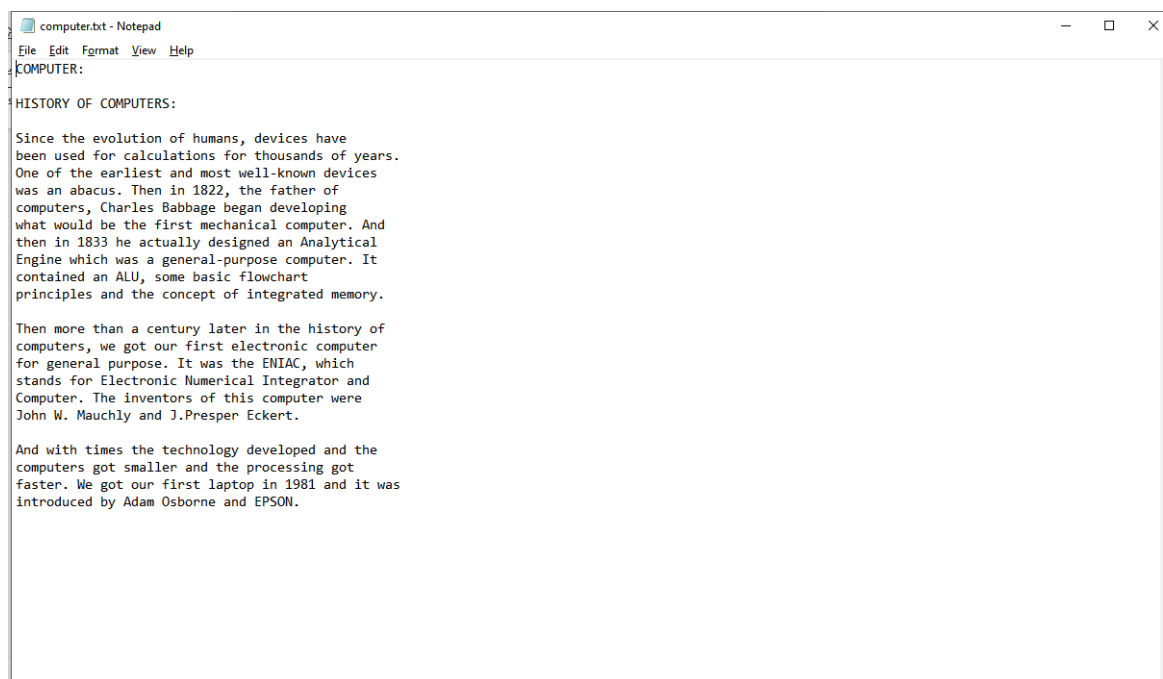 computer.txt - Notepad
File Edit Format View Help
COMPUTER:
HISTORY OF COMPUTERS:
Since the evolution of humans, devices have
been used for calculations for thousands of years.
One of the earliest and most well-known devices
was an abacus. Then in 1822, the father of
computers, Charles Babbage began developing
what would be the first mechanical computer. And
then in 1833 he actually designed an Analytical
Engine which was a general-purpose computer. It
contained an ALU, some basic flowchart
principles and the concept of integrated memory.
Then more than a century later in the history of
computers, we got our first electronic computer
for general purpose. It was the ENIAC, which
stands for Electronic Numerical Integrator and
Computer. The inventors of this computer were
John W. Mauchly and J.Presper Eckert.
And with times the technology developed and the
computers got smaller and the processing got
faster. We got our first laptop in 1981 and it was
introduced by Adam Osborne and EPSON.